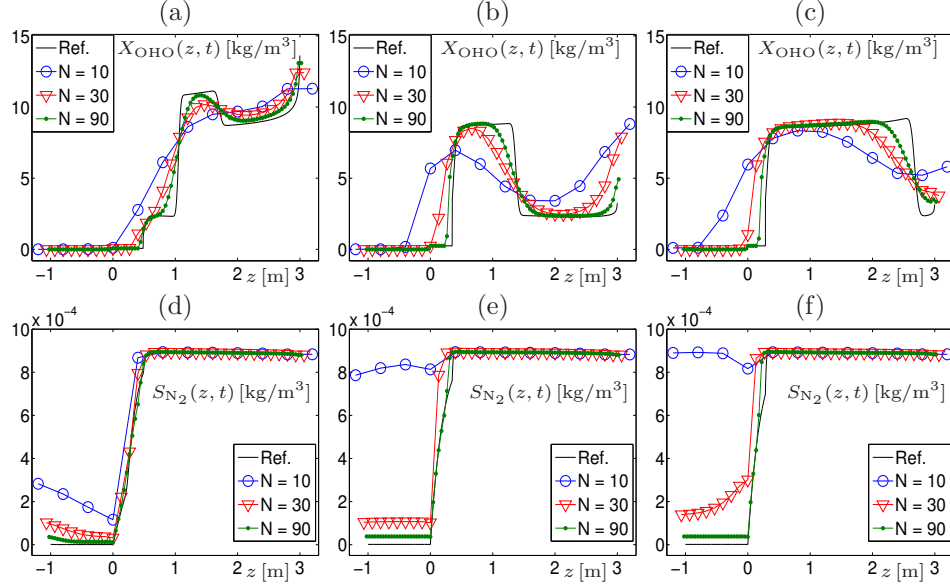 (a) (b) (c)
X_OHO(z, t) [kg/m³] X_OHO(z, t) [kg/m³] X_OHO(z, t) [kg/m³]
Ref. Ref. Ref.
N = 10 N = 10 N = 10
N = 30 N = 30 N = 30
N = 90 N = 90 N = 90
15 15 15
10 10 10
5 5 5
0 0 0
−1 0 1 2 z [m] 3 −1 0 1 2 z [m] 3 −1 0 1 2 z [m] 3
(d) (e) (f)
x 10⁻⁴ x 10⁻⁴ x 10⁻⁴
S_N₂(z, t) [kg/m³] S_N₂(z, t) [kg/m³] S_N₂(z, t) [kg/m³]
Ref. Ref. Ref.
N = 10 N = 10 N = 10
N = 30 N = 30 N = 30
N = 90 N = 90 N = 90
8 8 8
6 6 6
4 4 4
2 2 2
0 0 0
−1 0 1 2 z [m] 3 −1 0 1 2 z [m] 3 −1 0 1 2 z [m] 3